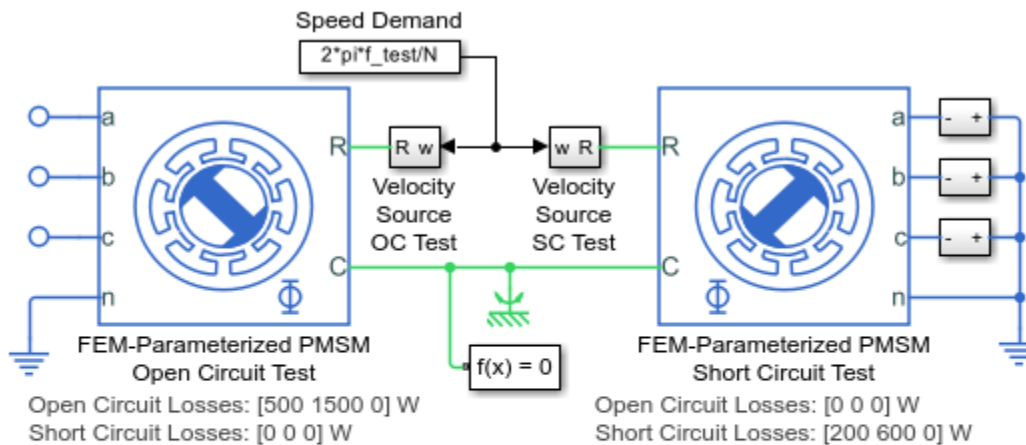 Speed Demand
2*pi*f_test/N
a
b
c
n
R
C
R w
w R
Velocity
Source
OC Test
Velocity
Source
SC Test
R
C
a
b
c
n
- +
- +
- +
f(x) = 0
FEM-Parameterized PMSM
Open Circuit Test
Open Circuit Losses: [500 1500 0] W
Short Circuit Losses: [0 0 0] W
FEM-Parameterized PMSM
Short Circuit Test
Open Circuit Losses: [0 0 0] W
Short Circuit Losses: [200 600 0] W
Φ
Φ